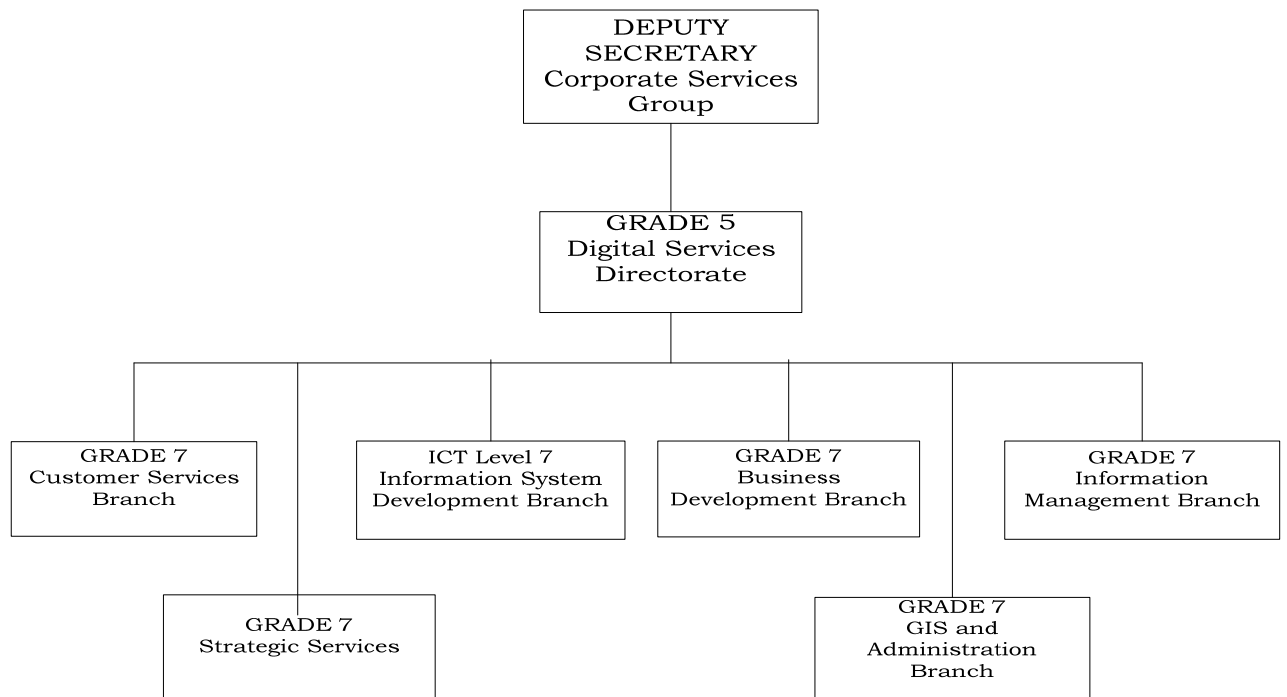 DEPUTY
SECRETARY
Corporate Services
Group
GRADE 5
Digital Services
Directorate
GRADE 7
Customer Services
Branch
ICT Level 7
Information System
Development Branch
GRADE 7
Business
Development Branch
GRADE 7
Information
Management Branch
GRADE 7
Strategic Services
GRADE 7
GIS and
Administration
Branch